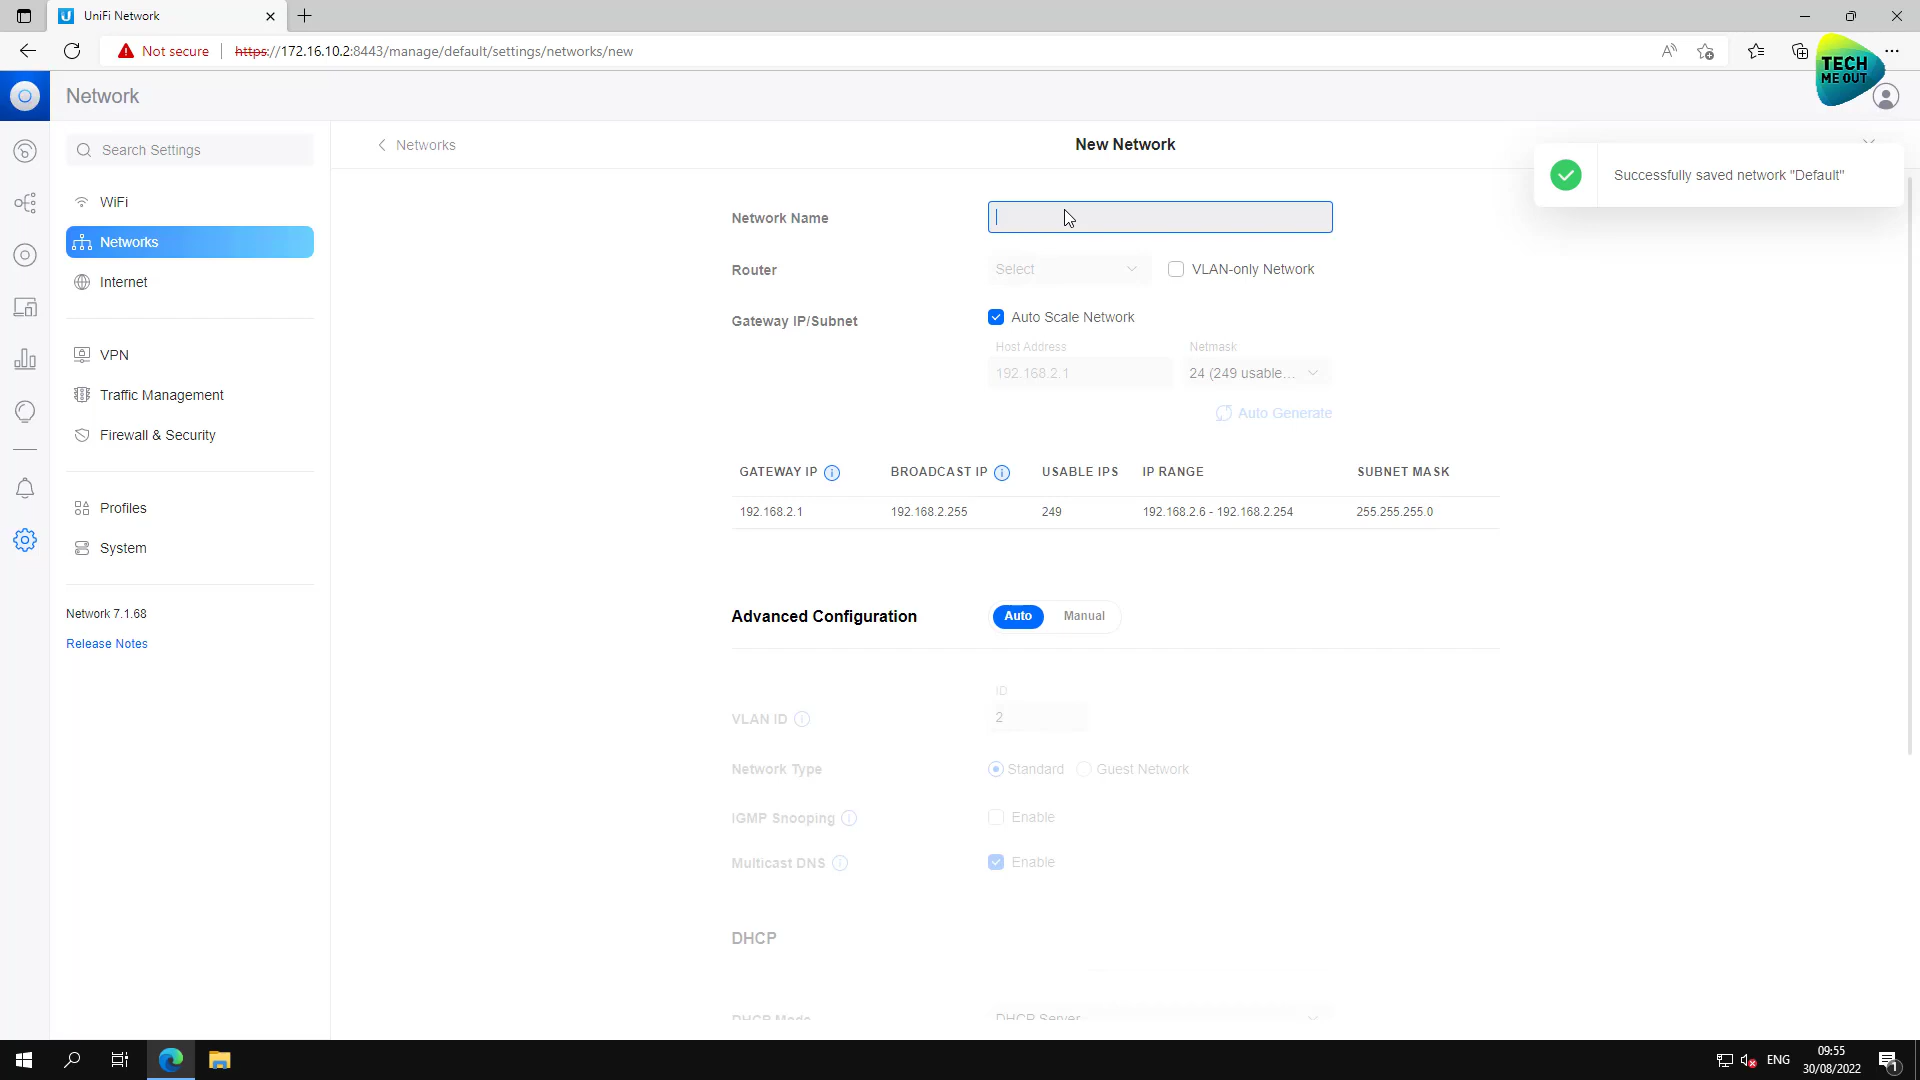 UniFi Network
Not secure
https://172.16.10.2:8443/manage/default/settings/networks/new
TECH
ME OUT
Network
Search Settings
Networks
New Network
Successfully saved network "Default"
WiFi
Networks
Internet
VPN
Traffic Management
Firewall & Security
Profiles
System
Network 7.1.68
Release Notes
Network Name
Router
Select
VLAN-only Network
Gateway IP/Subnet
Auto Scale Network
Host Address
Netmask
192.168.2.1
24 (249 usable...
Auto Generate
GATEWAY IP
BROADCAST IP
USABLE IPS
IP RANGE
SUBNET MASK
192.168.2.1
192.168.2.255
249
192.168.2.6 - 192.168.2.254
255.255.255.0
Advanced Configuration
Auto
Manual
ID
VLAN ID
2
Network Type
Standard
Guest Network
IGMP Snooping
Enable
Multicast DNS
Enable
DHCP
DHCP Mode
DHCP Server
ENG
09:55
30/08/2022
1